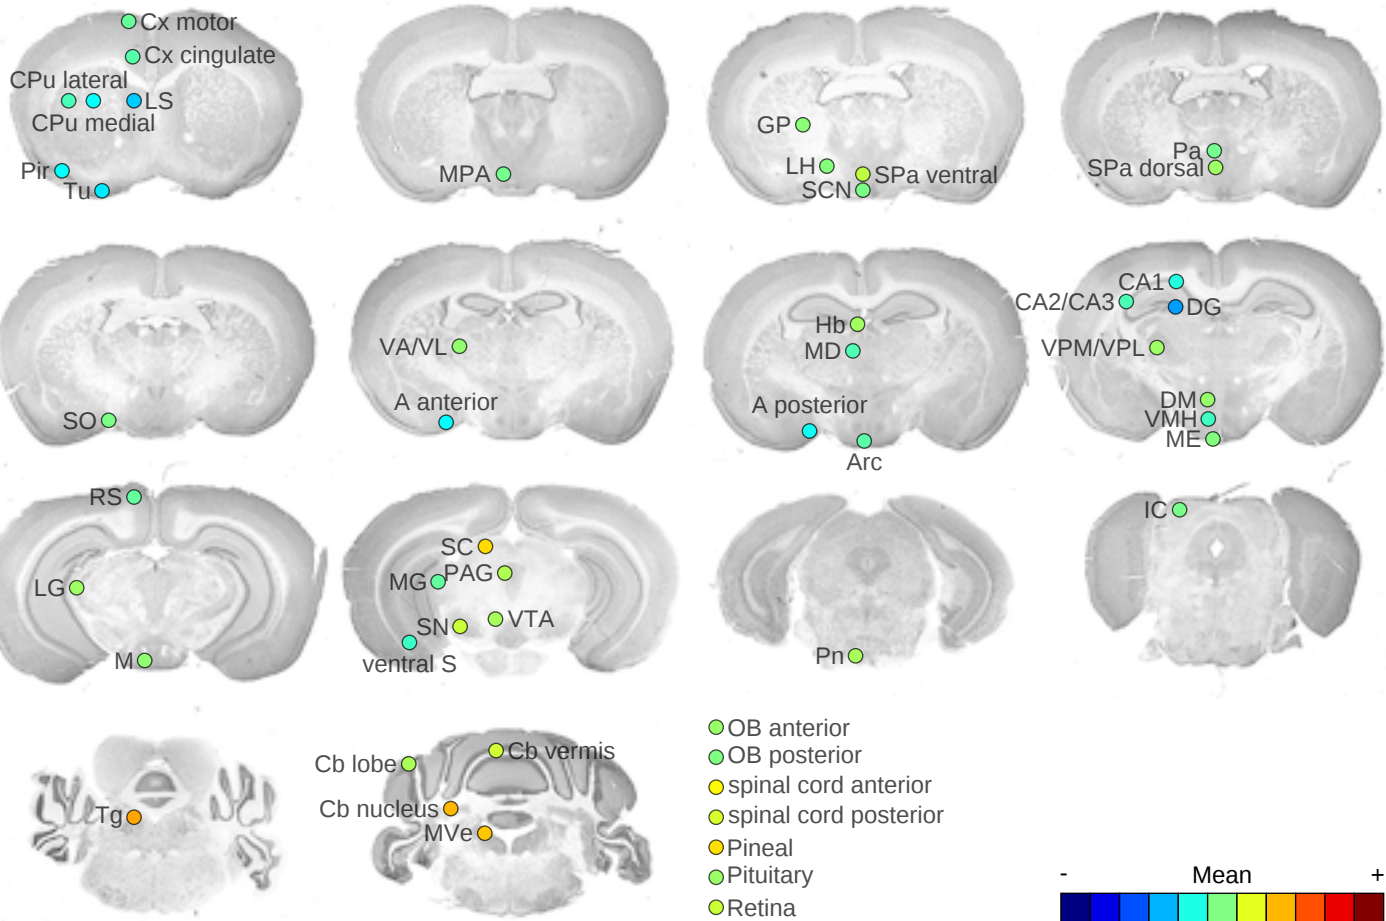 Cx motor
Cx cingulate
CPu lateral
LS
CPu medial
Pir
Tu
MPA
GP
LH
SPa ventral
SCN
Pa
SPa dorsal
SO
VA/VL
A anterior
Hb
MD
A posterior
Arc
CA1
CA2/CA3
DG
VPM/VPL
DM
VMH
ME
RS
LG
M
SC
PAG
MG
VTA
SN
ventral S
Pn
IC
Tg
Cb vermis
Cb lobe
Cb nucleus
MVe
OB anterior
OB posterior
spinal cord anterior
spinal cord posterior
Pineal
Pituitary
Retina
- Mean +